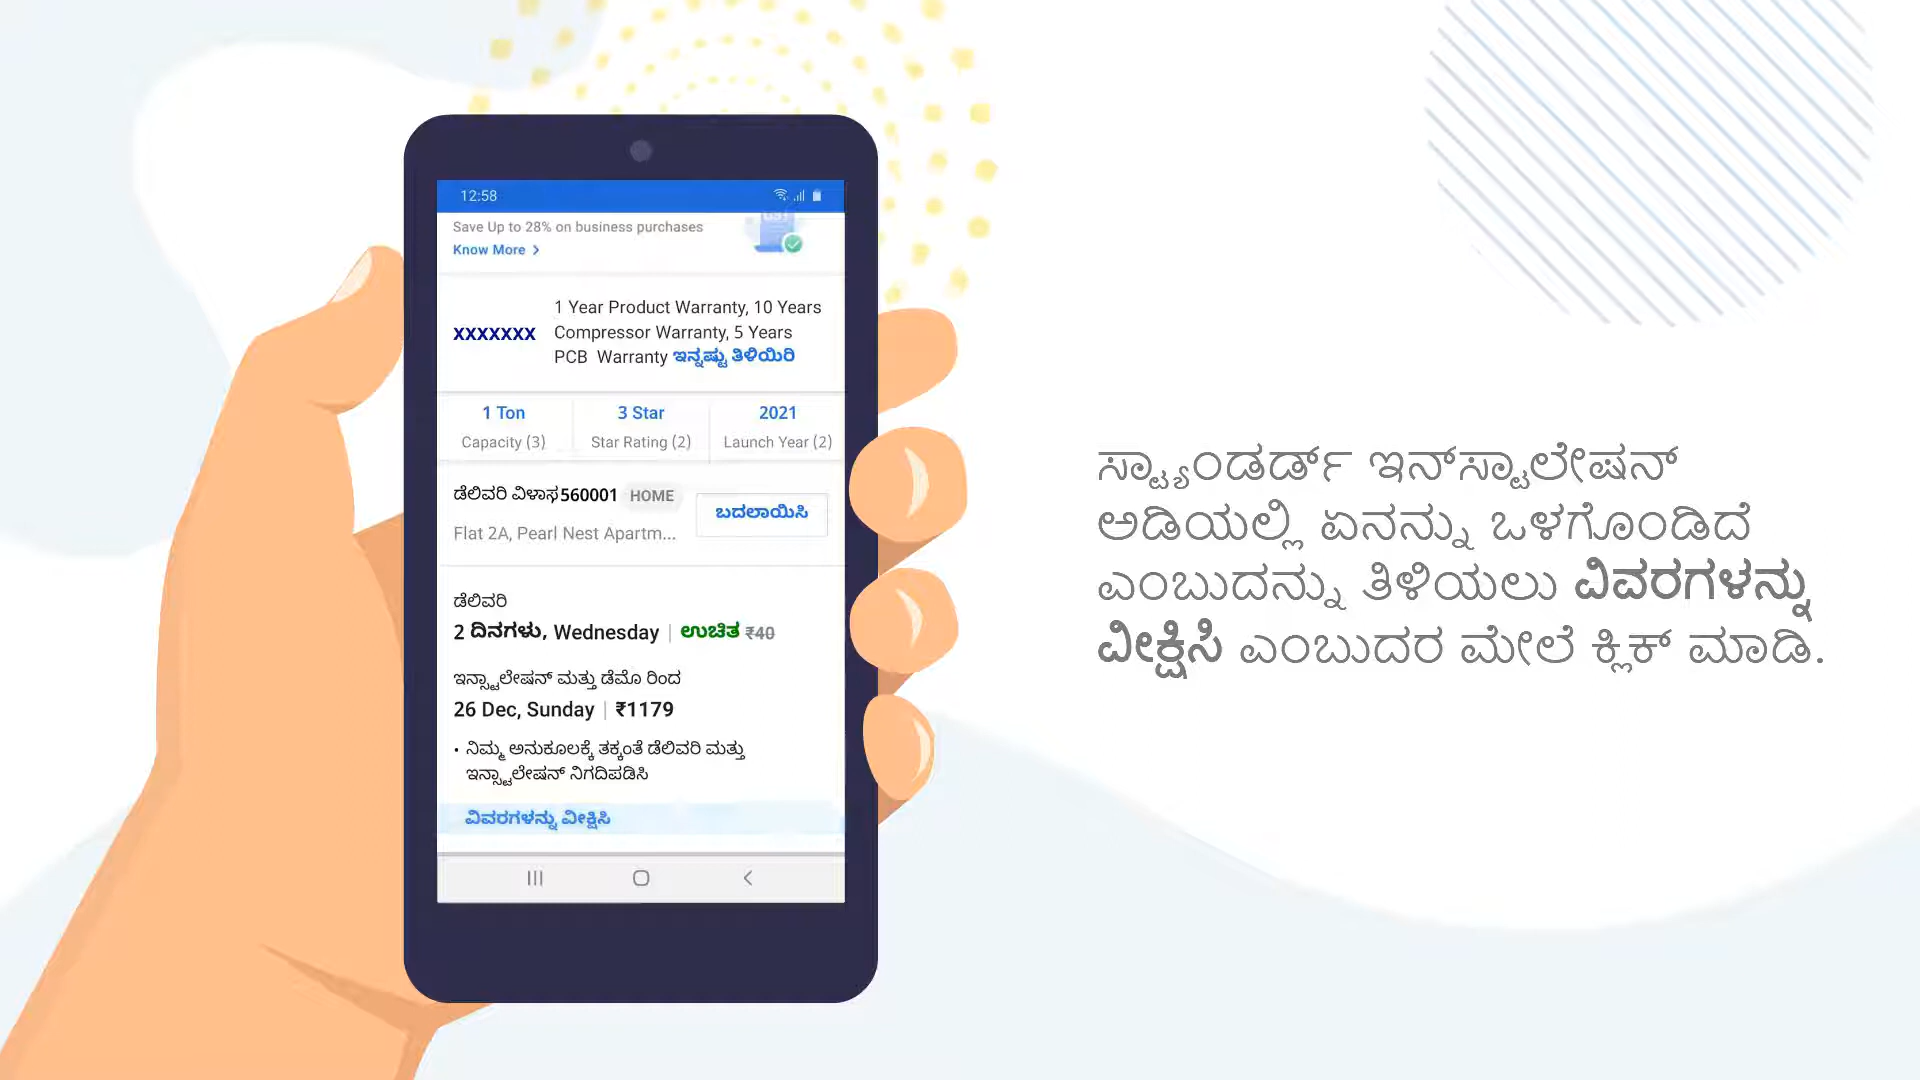 12:58
Save Up to 28% on business purchases
Know More
1 Year Product Warranty, 10 Years
xxxxxxx
Compressor Warranty, 5 Years
PCB Warranty ಇನ್ನಷ್ಟು ತಿಳಿಯಿರಿ
1 Ton 3 Star 2021
Capacity (3) Star Rating (2) Launch Year (2)
ಡೆಲಿವರಿ ವಿಳಾಸ 560001 HOME
ಬದಲಾಯಿಸಿ
Flat 2A, Pearl Nest Apartm...
ಡೆಲಿವರಿ
2 ದಿನಗಳು, Wednesday | ಉಚಿತ ₹40
ಇನ್ಸ್ಟಾಲೇಷನ್ ಮತ್ತು ಡೆಮೊ ರಿಂದ
26 Dec, Sunday | ₹1179
• ನಿಮ್ಮ ಅನುಕೂಲಕ್ಕೆ ತಕ್ಕಂತೆ ಡೆಲಿವರಿ ಮತ್ತು
ಇನ್ಸ್ಟಾಲೇಷನ್ ನಿಗದಿಪಡಿಸಿ
ವಿವರಗಳನ್ನು ವೀಕ್ಷಿಸಿ
ಸ್ಟ್ಯಾಂಡರ್ಡ್ ಇನ್‌ಸ್ಟಾಲೇಷನ್
ಅಡಿಯಲ್ಲಿ ಏನನ್ನು ಒಳಗೊಂಡಿದೆ
ಎಂಬುದನ್ನು ತಿಳಿಯಲು ವಿವರಗಳನ್ನು
ವೀಕ್ಷಿಸಿ ಎಂಬುದರ ಮೇಲೆ ಕ್ಲಿಕ್ ಮಾಡಿ.